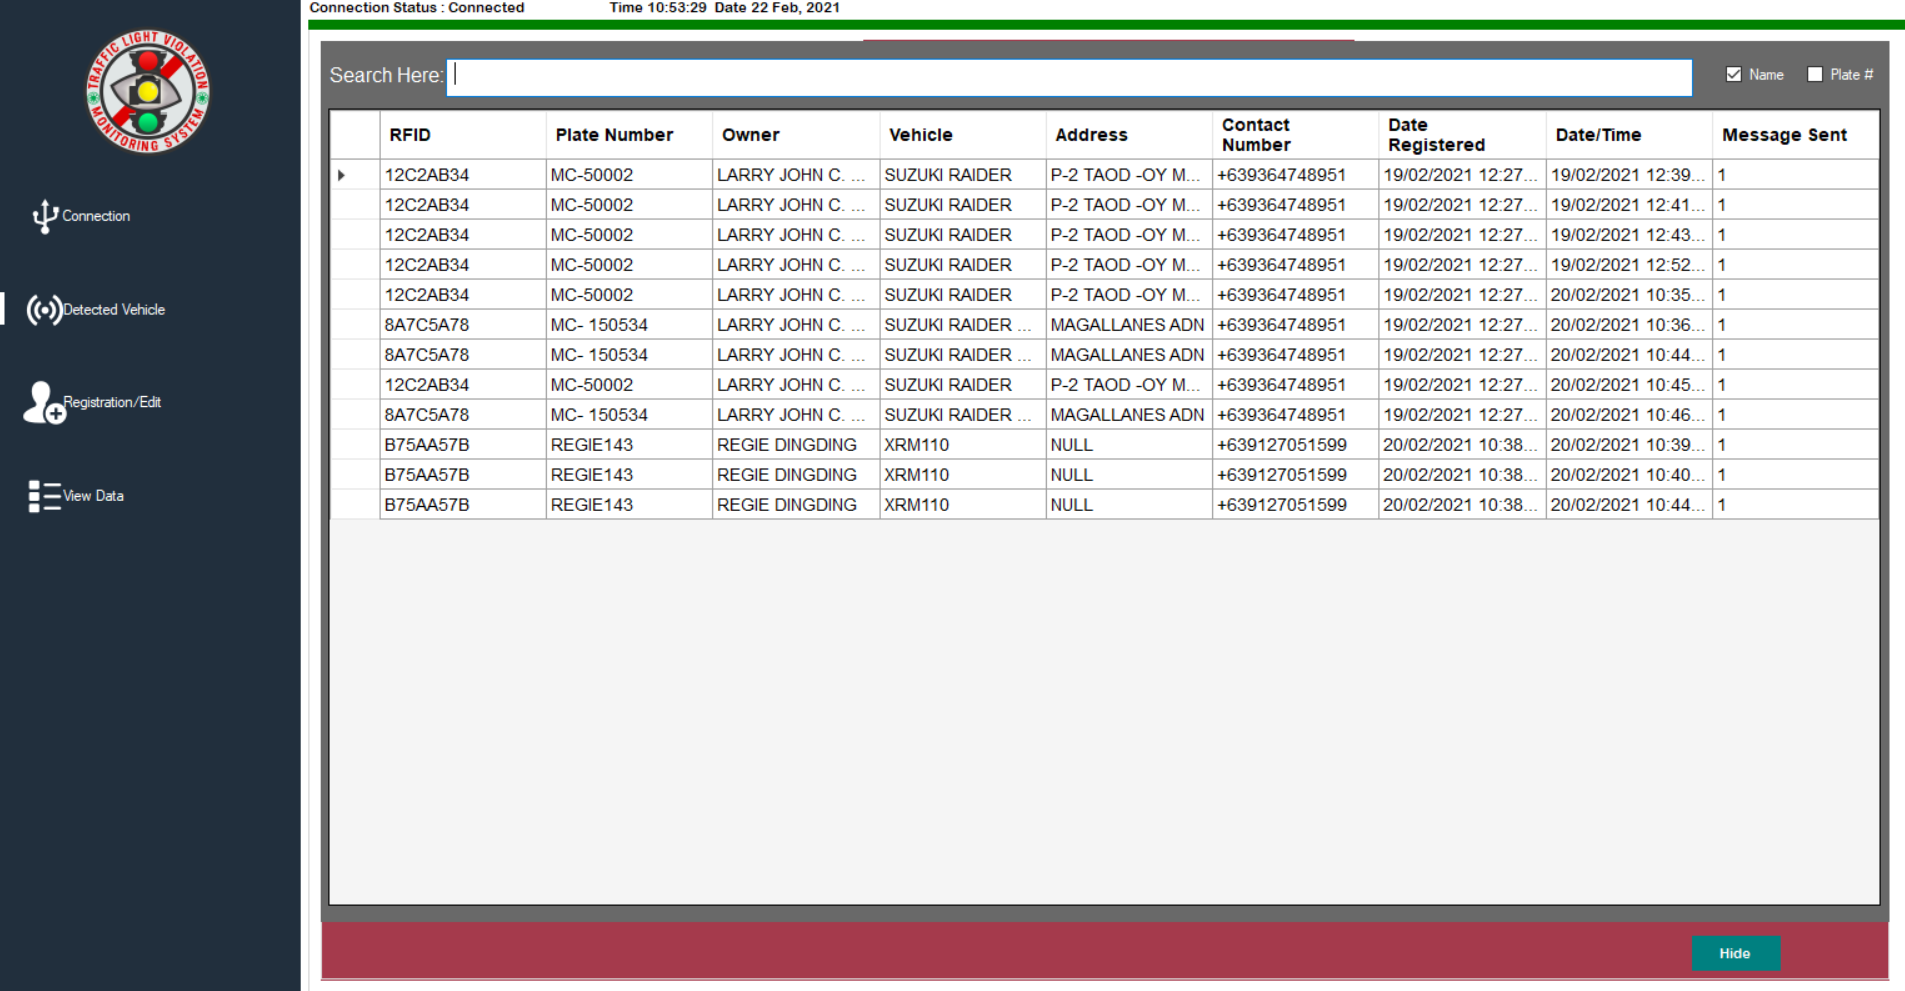 Connection Status : Connected Time 10:53:29 Date 22 Feb, 2021
TRAFFIC LIGHT VIOLATION
MONITORING SYSTEM
Connection
Detected Vehicle
Registration/Edit
View Data
Search Here: Name Plate #
RFID Plate Number Owner Vehicle Address Contact Number Date Registered Date/Time Message Sent
12C2AB34 MC-50002 LARRY JOHN C. ... SUZUKI RAIDER P-2 TAOD -OY M... +639364748951 19/02/2021 12:27... 19/02/2021 12:39... 1
12C2AB34 MC-50002 LARRY JOHN C. ... SUZUKI RAIDER P-2 TAOD -OY M... +639364748951 19/02/2021 12:27... 19/02/2021 12:41... 1
12C2AB34 MC-50002 LARRY JOHN C. ... SUZUKI RAIDER P-2 TAOD -OY M... +639364748951 19/02/2021 12:27... 19/02/2021 12:43... 1
12C2AB34 MC-50002 LARRY JOHN C. ... SUZUKI RAIDER P-2 TAOD -OY M... +639364748951 19/02/2021 12:27... 19/02/2021 12:52... 1
12C2AB34 MC-50002 LARRY JOHN C. ... SUZUKI RAIDER P-2 TAOD -OY M... +639364748951 19/02/2021 12:27... 20/02/2021 10:35... 1
8A7C5A78 MC- 150534 LARRY JOHN C. ... SUZUKI RAIDER ... MAGALLANES ADN +639364748951 19/02/2021 12:27... 20/02/2021 10:36... 1
8A7C5A78 MC- 150534 LARRY JOHN C. ... SUZUKI RAIDER ... MAGALLANES ADN +639364748951 19/02/2021 12:27... 20/02/2021 10:44... 1
12C2AB34 MC-50002 LARRY JOHN C. ... SUZUKI RAIDER P-2 TAOD -OY M... +639364748951 19/02/2021 12:27... 20/02/2021 10:45... 1
8A7C5A78 MC- 150534 LARRY JOHN C. ... SUZUKI RAIDER ... MAGALLANES ADN +639364748951 19/02/2021 12:27... 20/02/2021 10:46... 1
B75AA57B REGIE143 REGIE DINGDING XRM110 NULL +639127051599 20/02/2021 10:38... 20/02/2021 10:39... 1
B75AA57B REGIE143 REGIE DINGDING XRM110 NULL +639127051599 20/02/2021 10:38... 20/02/2021 10:40... 1
B75AA57B REGIE143 REGIE DINGDING XRM110 NULL +639127051599 20/02/2021 10:38... 20/02/2021 10:44... 1
Hide